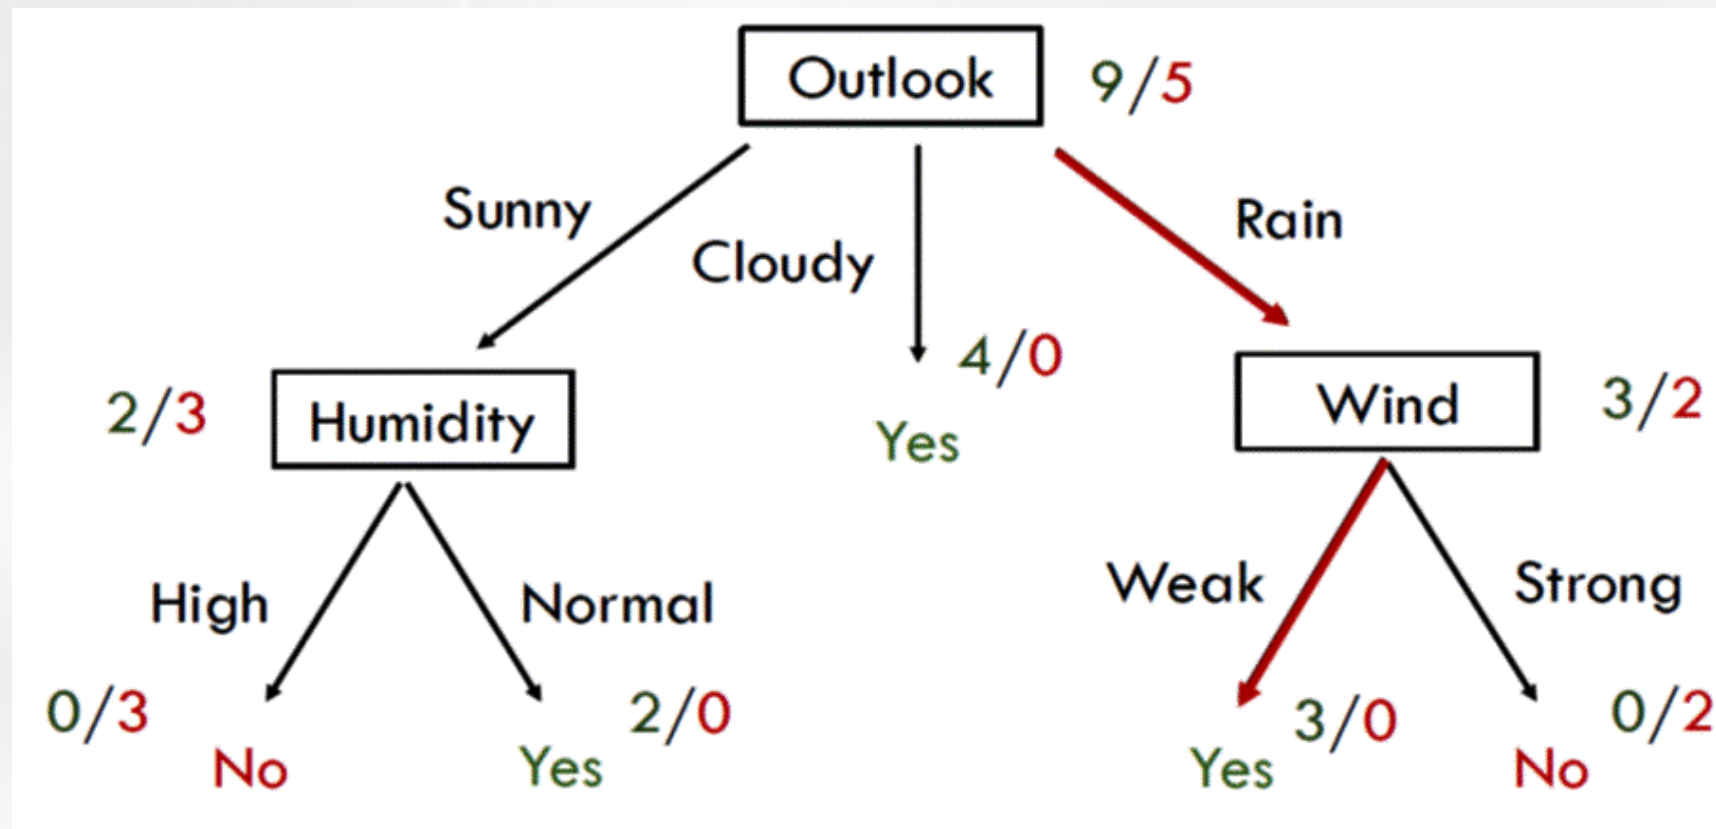 Outlook 9/5
Sunny
Cloudy
Rain
2/3 Humidity
4/0
Yes
Wind 3/2
High
Normal
Weak
Strong
0/3
No
2/0
Yes
3/0
Yes
0/2
No